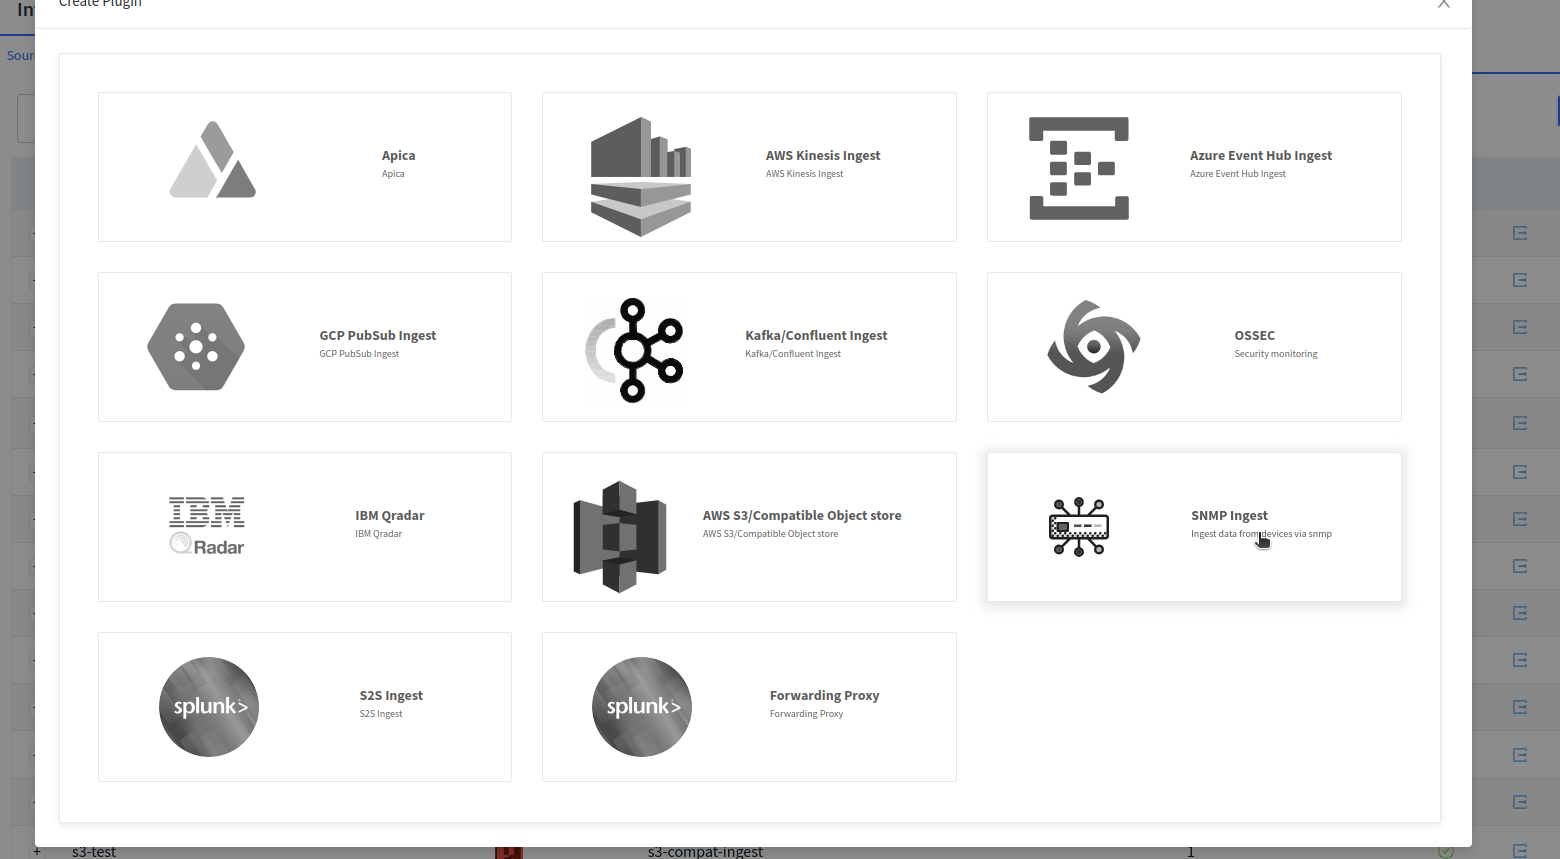 Create Plugin
X
In
Sour
Apica
Apica
AWS Kinesis Ingest
AWS Kinesis Ingest
Azure Event Hub Ingest
Azure Event Hub Ingest
GCP PubSub Ingest
GCP PubSub Ingest
Kafka/Confluent Ingest
Kafka/Confluent Ingest
OSSEC
Security monitoring
IBM
Radar
IBM Qradar
IBM Qradar
AWS S3/Compatible Object store
AWS S3/Compatible Object store
SNMP Ingest
Ingest data from devices via snmp
splunk>
S2S Ingest
S2S Ingest
splunk>
Forwarding Proxy
Forwarding Proxy
+ s3-test s3-compat-ingest 1